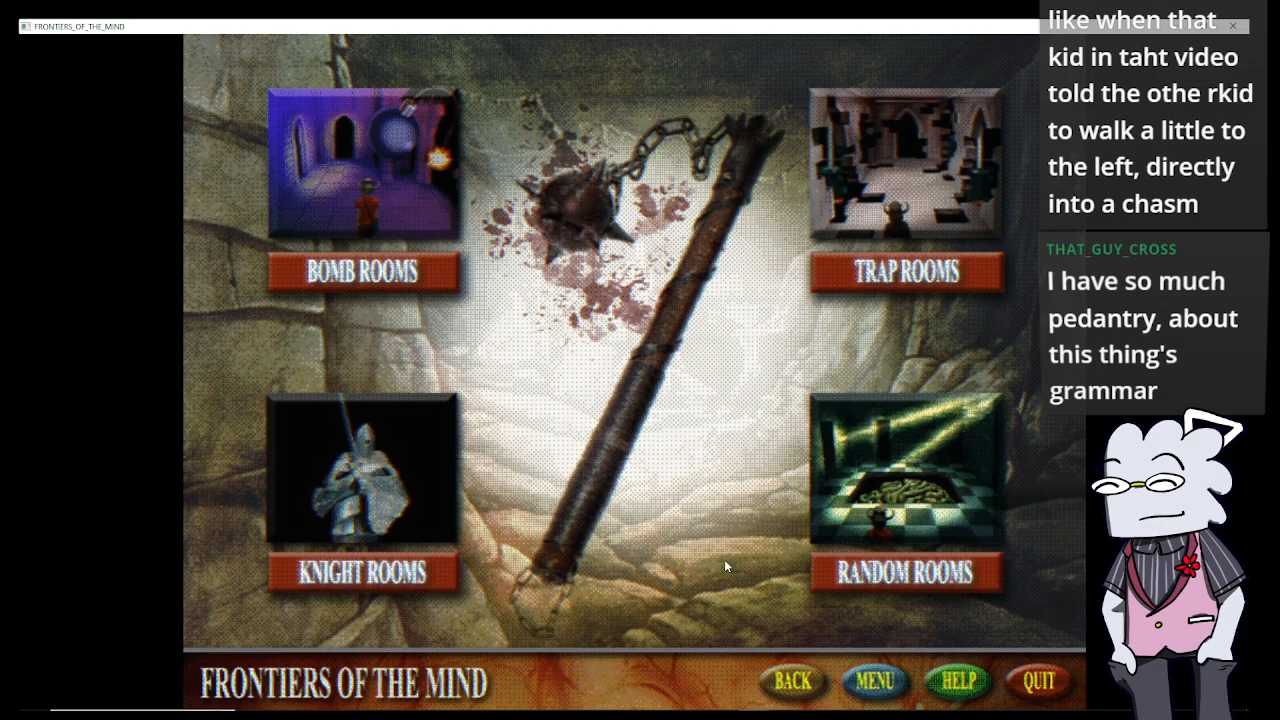 FRONTIERS_OF_THE_MIND
BOMB ROOMS
TRAP ROOMS
KNIGHT ROOMS
RANDOM ROOMS
FRONTIERS OF THE MIND
BACK
MENU
HELP
QUIT
like when that
kid in taht video
told the othe rkid
to walk a little to
the left, directly
into a chasm
THAT_GUY_CROSS
I have so much
pedantry, about
this thing's
grammar